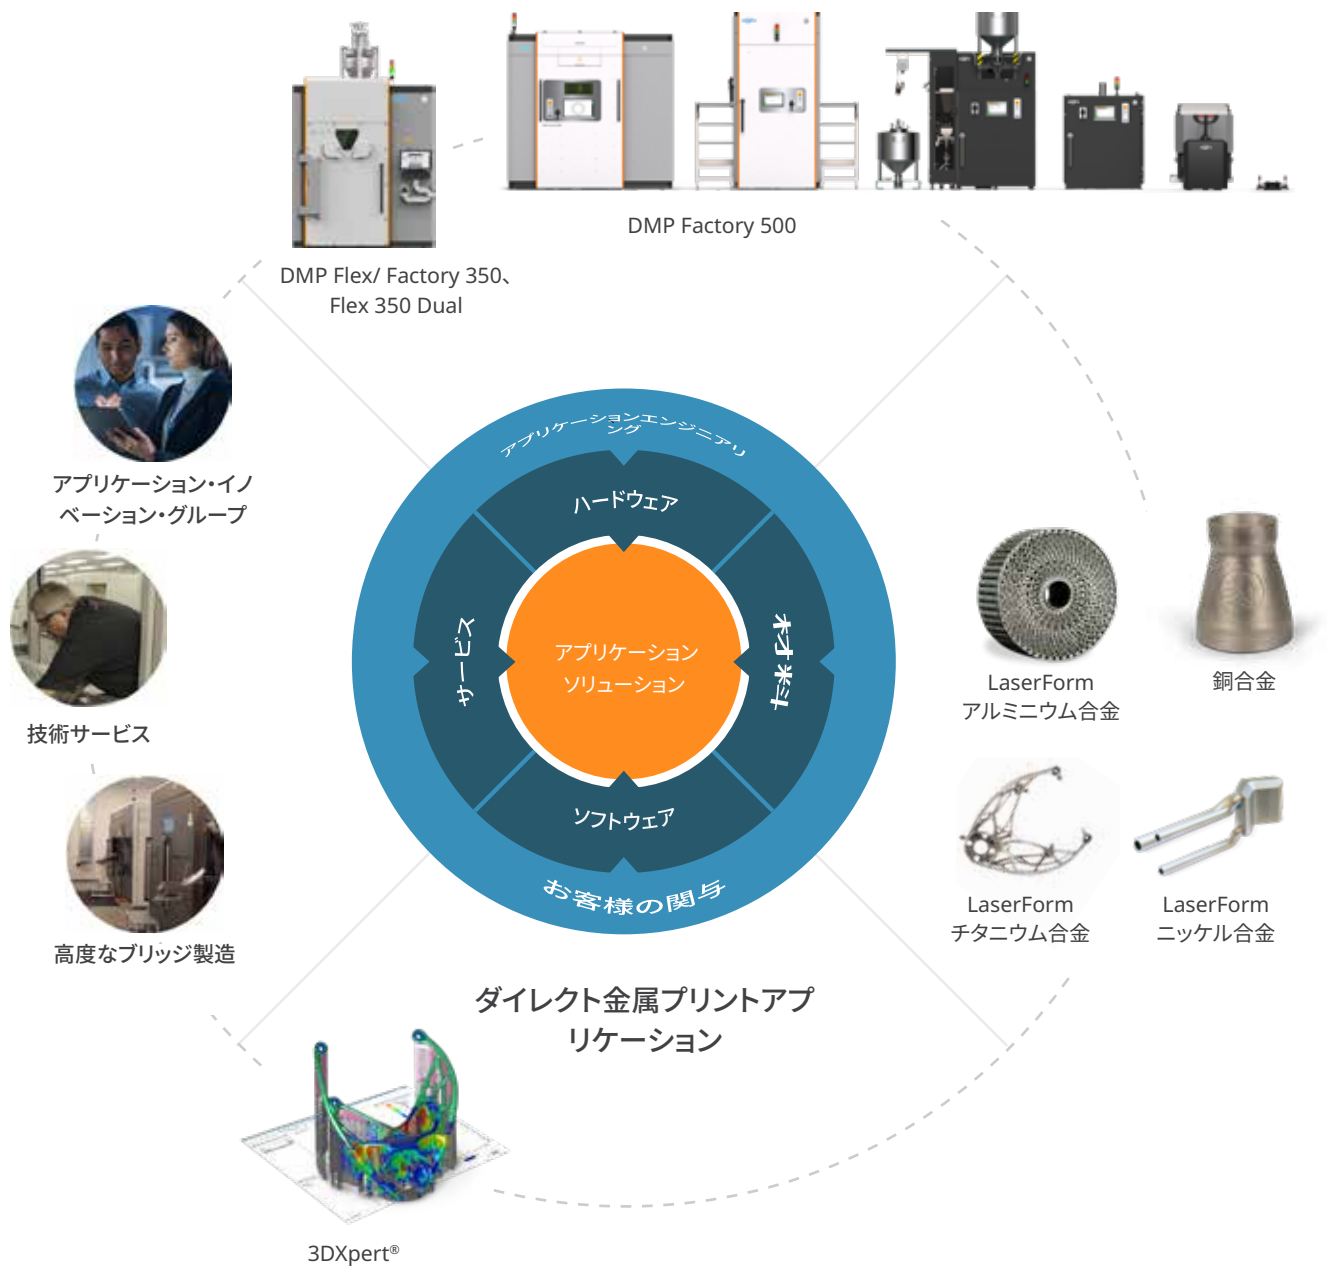 DMP Factory 500
DMP Flex/ Factory 350、
Flex 350 Dual
アプリケーション・イノ
ベーション・グループ
技術サービス
高度なブリッジ製造
アプリケーションエンジニアリ
ング
ハードウェア
サービス
アプリケーション
ソリューション
材料
ソフトウェア
お客様の関与
LaserForm
アルミニウム合金
銅合金
LaserForm
チタニウム合金
LaserForm
ニッケル合金
ダイレクト金属プリントアプ
リケーション
3DXpert®